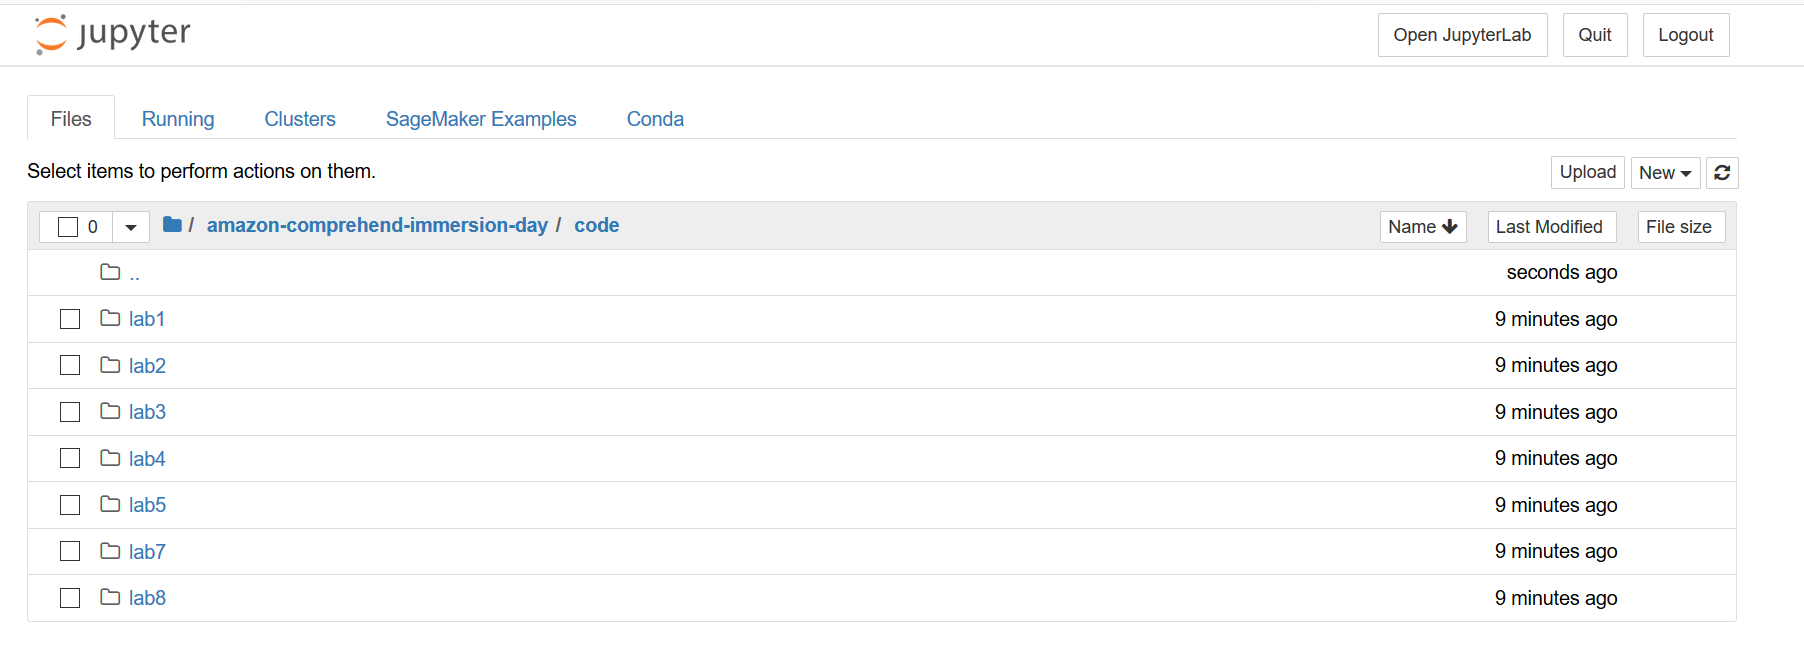 jupyter
Open JupyterLab Quit Logout
Files Running Clusters SageMaker Examples Conda
Select items to perform actions on them.
Upload New
0 / amazon-comprehend-immersion-day / code Name Last Modified File size
.. seconds ago
lab1 9 minutes ago
lab2 9 minutes ago
lab3 9 minutes ago
lab4 9 minutes ago
lab5 9 minutes ago
lab7 9 minutes ago
lab8 9 minutes ago